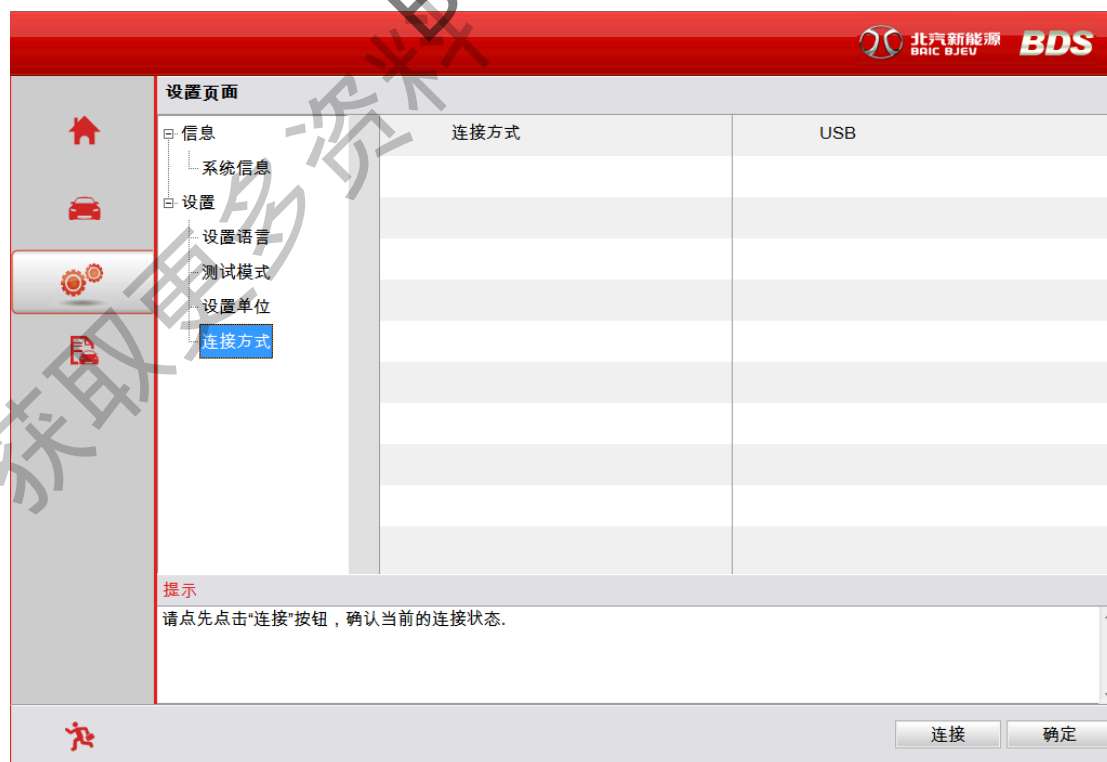 北汽新能源 BDS
BAIC BJEV
设置页面
信息
系统信息
设置
设置语言
测试模式
设置单位
连接方式
连接方式 USB
提示
请点先点击“连接”按钮，确认当前的连接状态.
连接 确定
获取更多资料